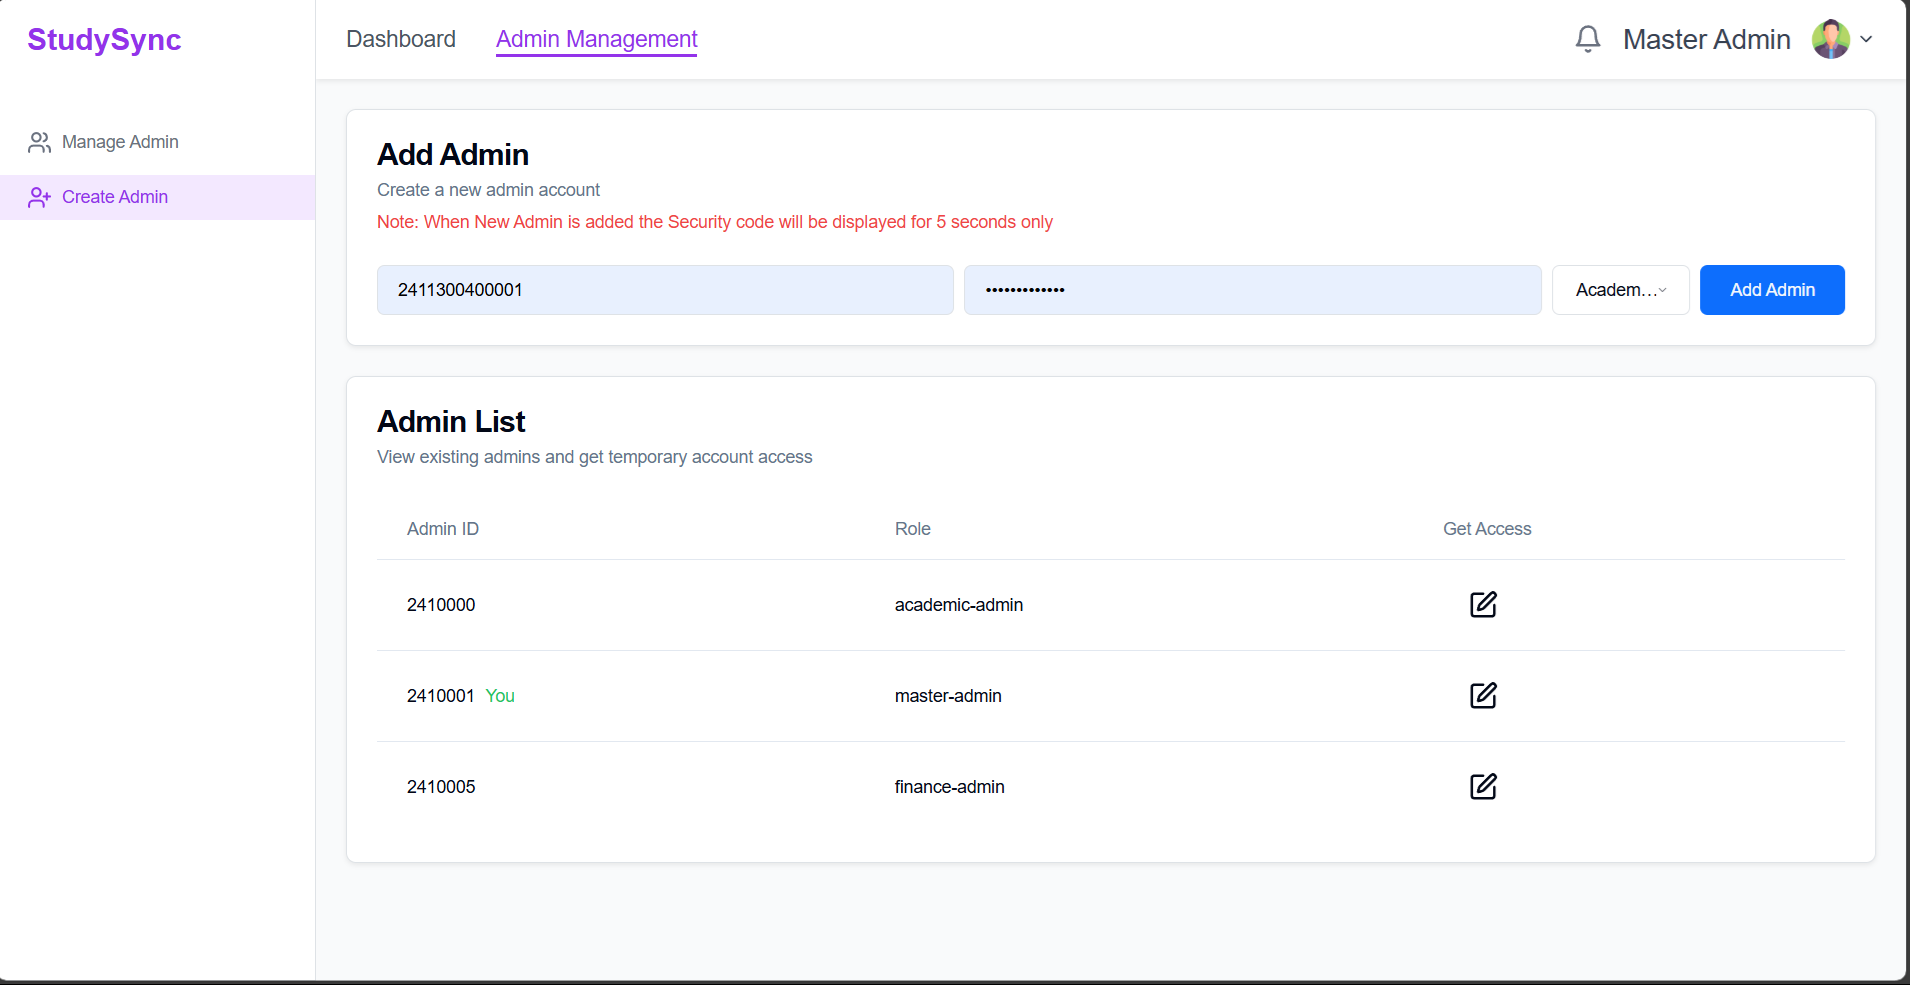 StudySync
Dashboard Admin Management
Master Admin
Manage Admin
Create Admin
Add Admin
Create a new admin account
Note: When New Admin is added the Security code will be displayed for 5 seconds only
2411300400001 ••••••••••••• Academ... Add Admin
Admin List
View existing admins and get temporary account access
Admin ID Role Get Access
2410000 academic-admin
2410001 You master-admin
2410005 finance-admin